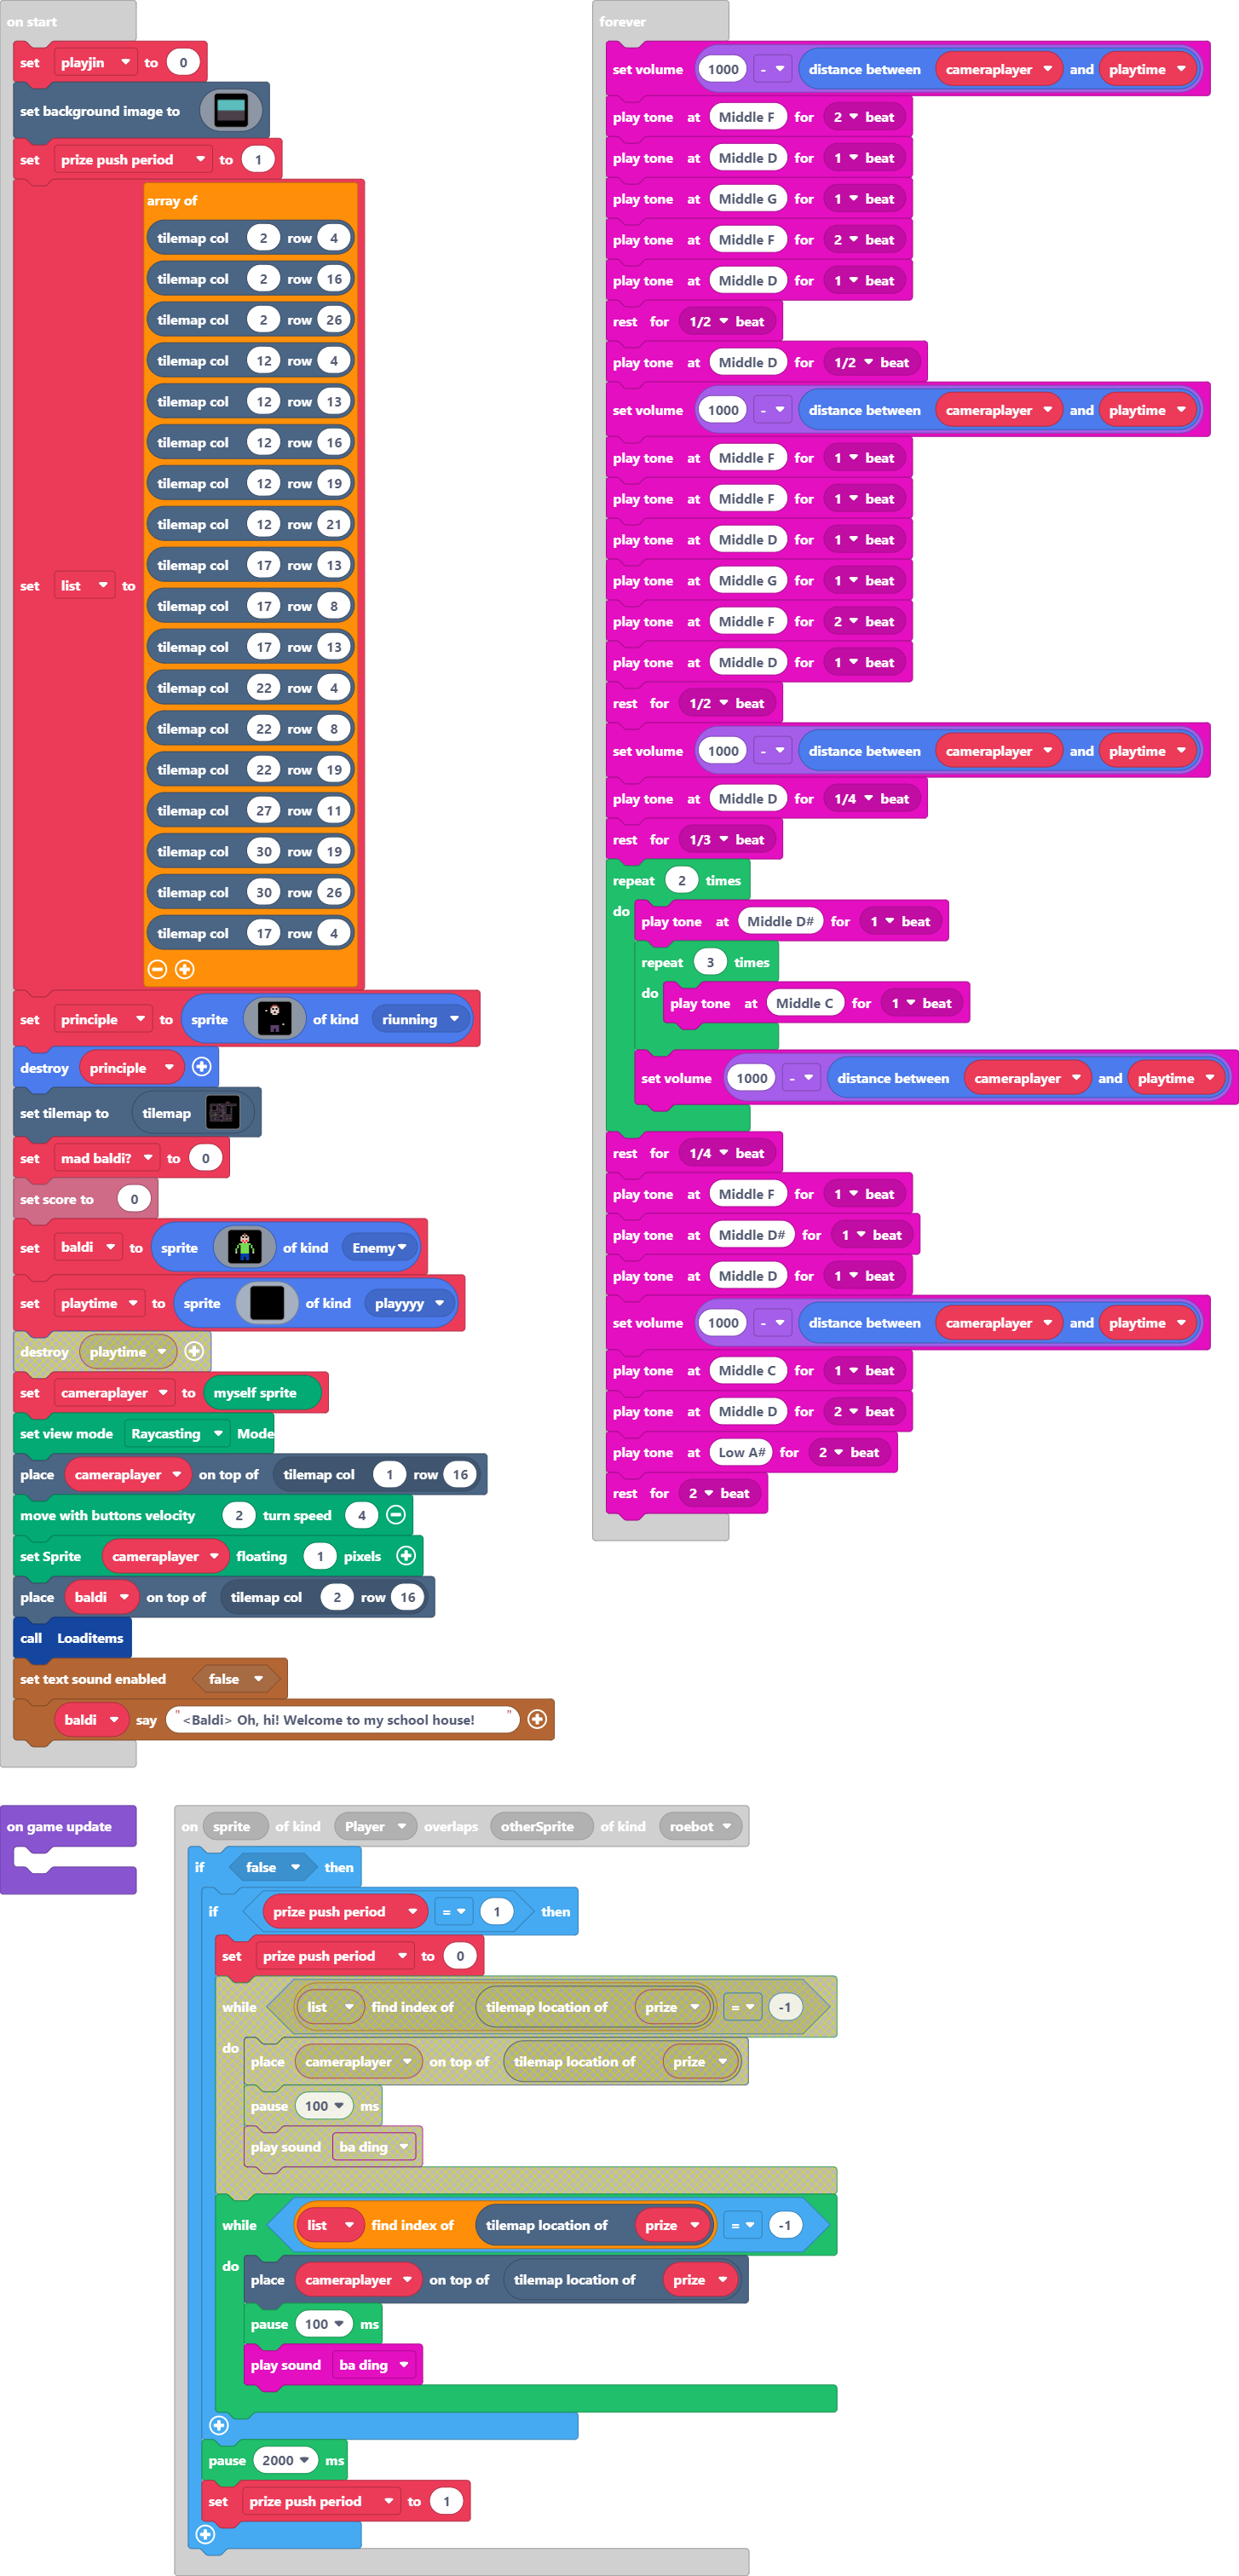 on start
set playjin to 0
set background image to
set prize push period to 1
set list to
array of
tilemap col 2 row 4
tilemap col 2 row 16
tilemap col 2 row 26
tilemap col 12 row 4
tilemap col 12 row 13
tilemap col 12 row 16
tilemap col 12 row 19
tilemap col 12 row 21
tilemap col 17 row 13
tilemap col 17 row 8
tilemap col 17 row 13
tilemap col 22 row 4
tilemap col 22 row 8
tilemap col 22 row 19
tilemap col 27 row 11
tilemap col 30 row 19
tilemap col 30 row 26
tilemap col 17 row 4
set principle to sprite of kind riunning
destroy principle
set tilemap to tilemap
set mad baldi? to 0
set score to 0
set baldi to sprite of kind Enemy
set playtime to sprite of kind playyyy
destroy playtime
set cameraplayer to myself sprite
set view mode Raycasting Mode
place cameraplayer on top of tilemap col 1 row 16
move with buttons velocity 2 turn speed 4
set Sprite cameraplayer floating 1 pixels
place baldi on top of tilemap col 2 row 16
call Loaditems
set text sound enabled false
baldi say "<Baldi> Oh, hi! Welcome to my school house!"
forever
set volume 1000 - distance between cameraplayer and playtime
play tone at Middle F for 2 beat
play tone at Middle D for 1 beat
play tone at Middle G for 1 beat
play tone at Middle F for 2 beat
play tone at Middle D for 1 beat
rest for 1/2 beat
play tone at Middle D for 1/2 beat
set volume 1000 - distance between cameraplayer and playtime
play tone at Middle F for 1 beat
play tone at Middle F for 1 beat
play tone at Middle D for 1 beat
play tone at Middle G for 1 beat
play tone at Middle F for 2 beat
play tone at Middle D for 1 beat
rest for 1/2 beat
set volume 1000 - distance between cameraplayer and playtime
play tone at Middle D for 1/4 beat
rest for 1/3 beat
repeat 2 times
do
play tone at Middle D# for 1 beat
repeat 3 times
do play tone at Middle C for 1 beat
set volume 1000 - distance between cameraplayer and playtime
rest for 1/4 beat
play tone at Middle F for 1 beat
play tone at Middle D# for 1 beat
play tone at Middle D for 1 beat
set volume 1000 - distance between cameraplayer and playtime
play tone at Middle C for 1 beat
play tone at Middle D for 2 beat
play tone at Low A# for 2 beat
rest for 2 beat
on game update
on sprite of kind Player overlaps otherSprite of kind roebot
if false then
if prize push period = 1 then
set prize push period to 0
while list find index of tilemap location of prize = -1
do
place cameraplayer on top of tilemap location of prize
pause 100 ms
play sound ba ding
while list find index of tilemap location of prize = -1
do
place cameraplayer on top of tilemap location of prize
pause 100 ms
play sound ba ding
pause 2000 ms
set prize push period to 1